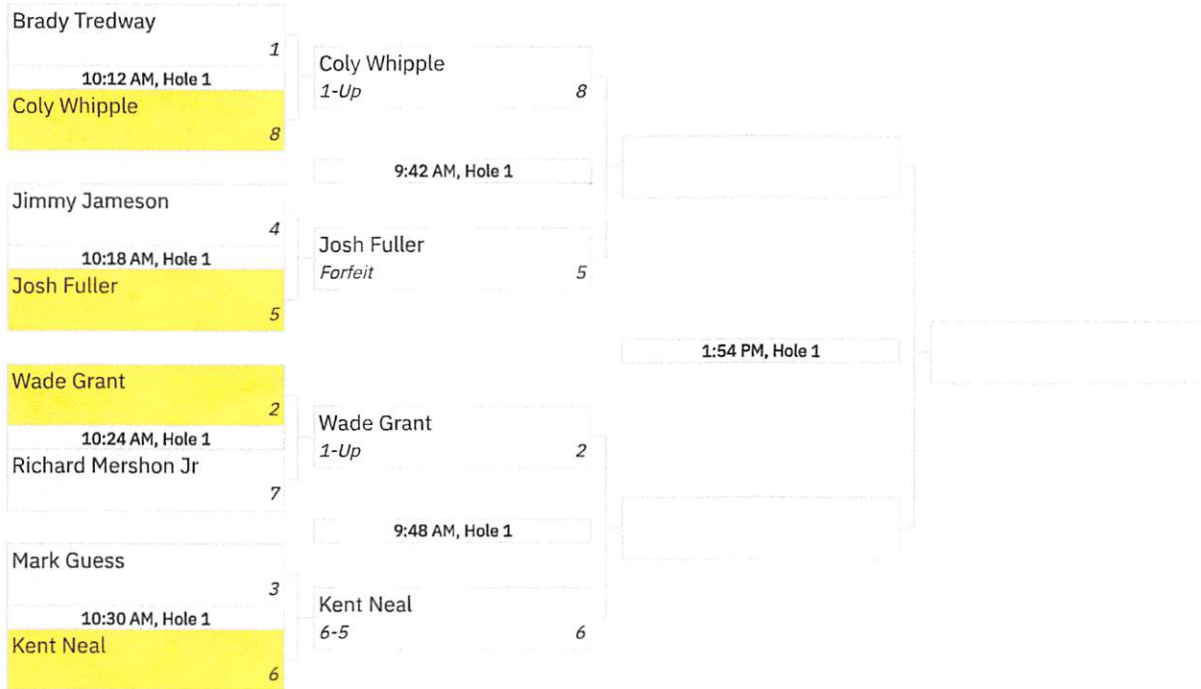 Brady Tredway
1
10:12 AM, Hole 1
Coly Whipple
8
Jimmy Jameson
4
10:18 AM, Hole 1
Josh Fuller
5
Wade Grant
2
10:24 AM, Hole 1
Richard Mershon Jr
7
Mark Guess
3
10:30 AM, Hole 1
Kent Neal
6
Coly Whipple
1-Up 8
9:42 AM, Hole 1
Josh Fuller
Forfeit 5
Wade Grant
1-Up 2
9:48 AM, Hole 1
Kent Neal
6-5 6
1:54 PM, Hole 1